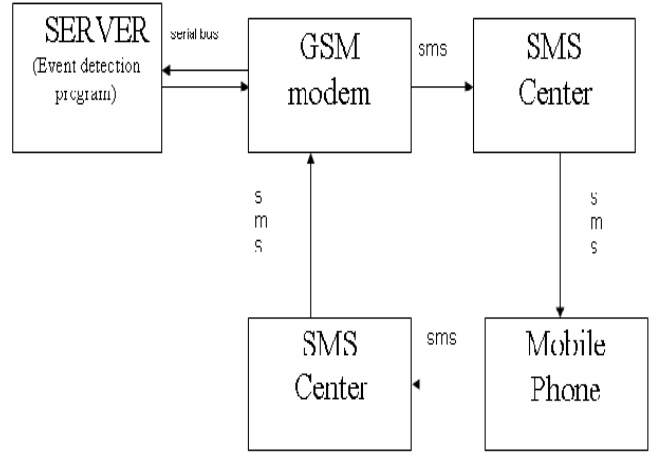 SERVER
(Event detection
program)
serial bus
GSM
modem
sms
SMS
Center
s
m
s
s
m
s
SMS
Center
sms
Mobile
Phone